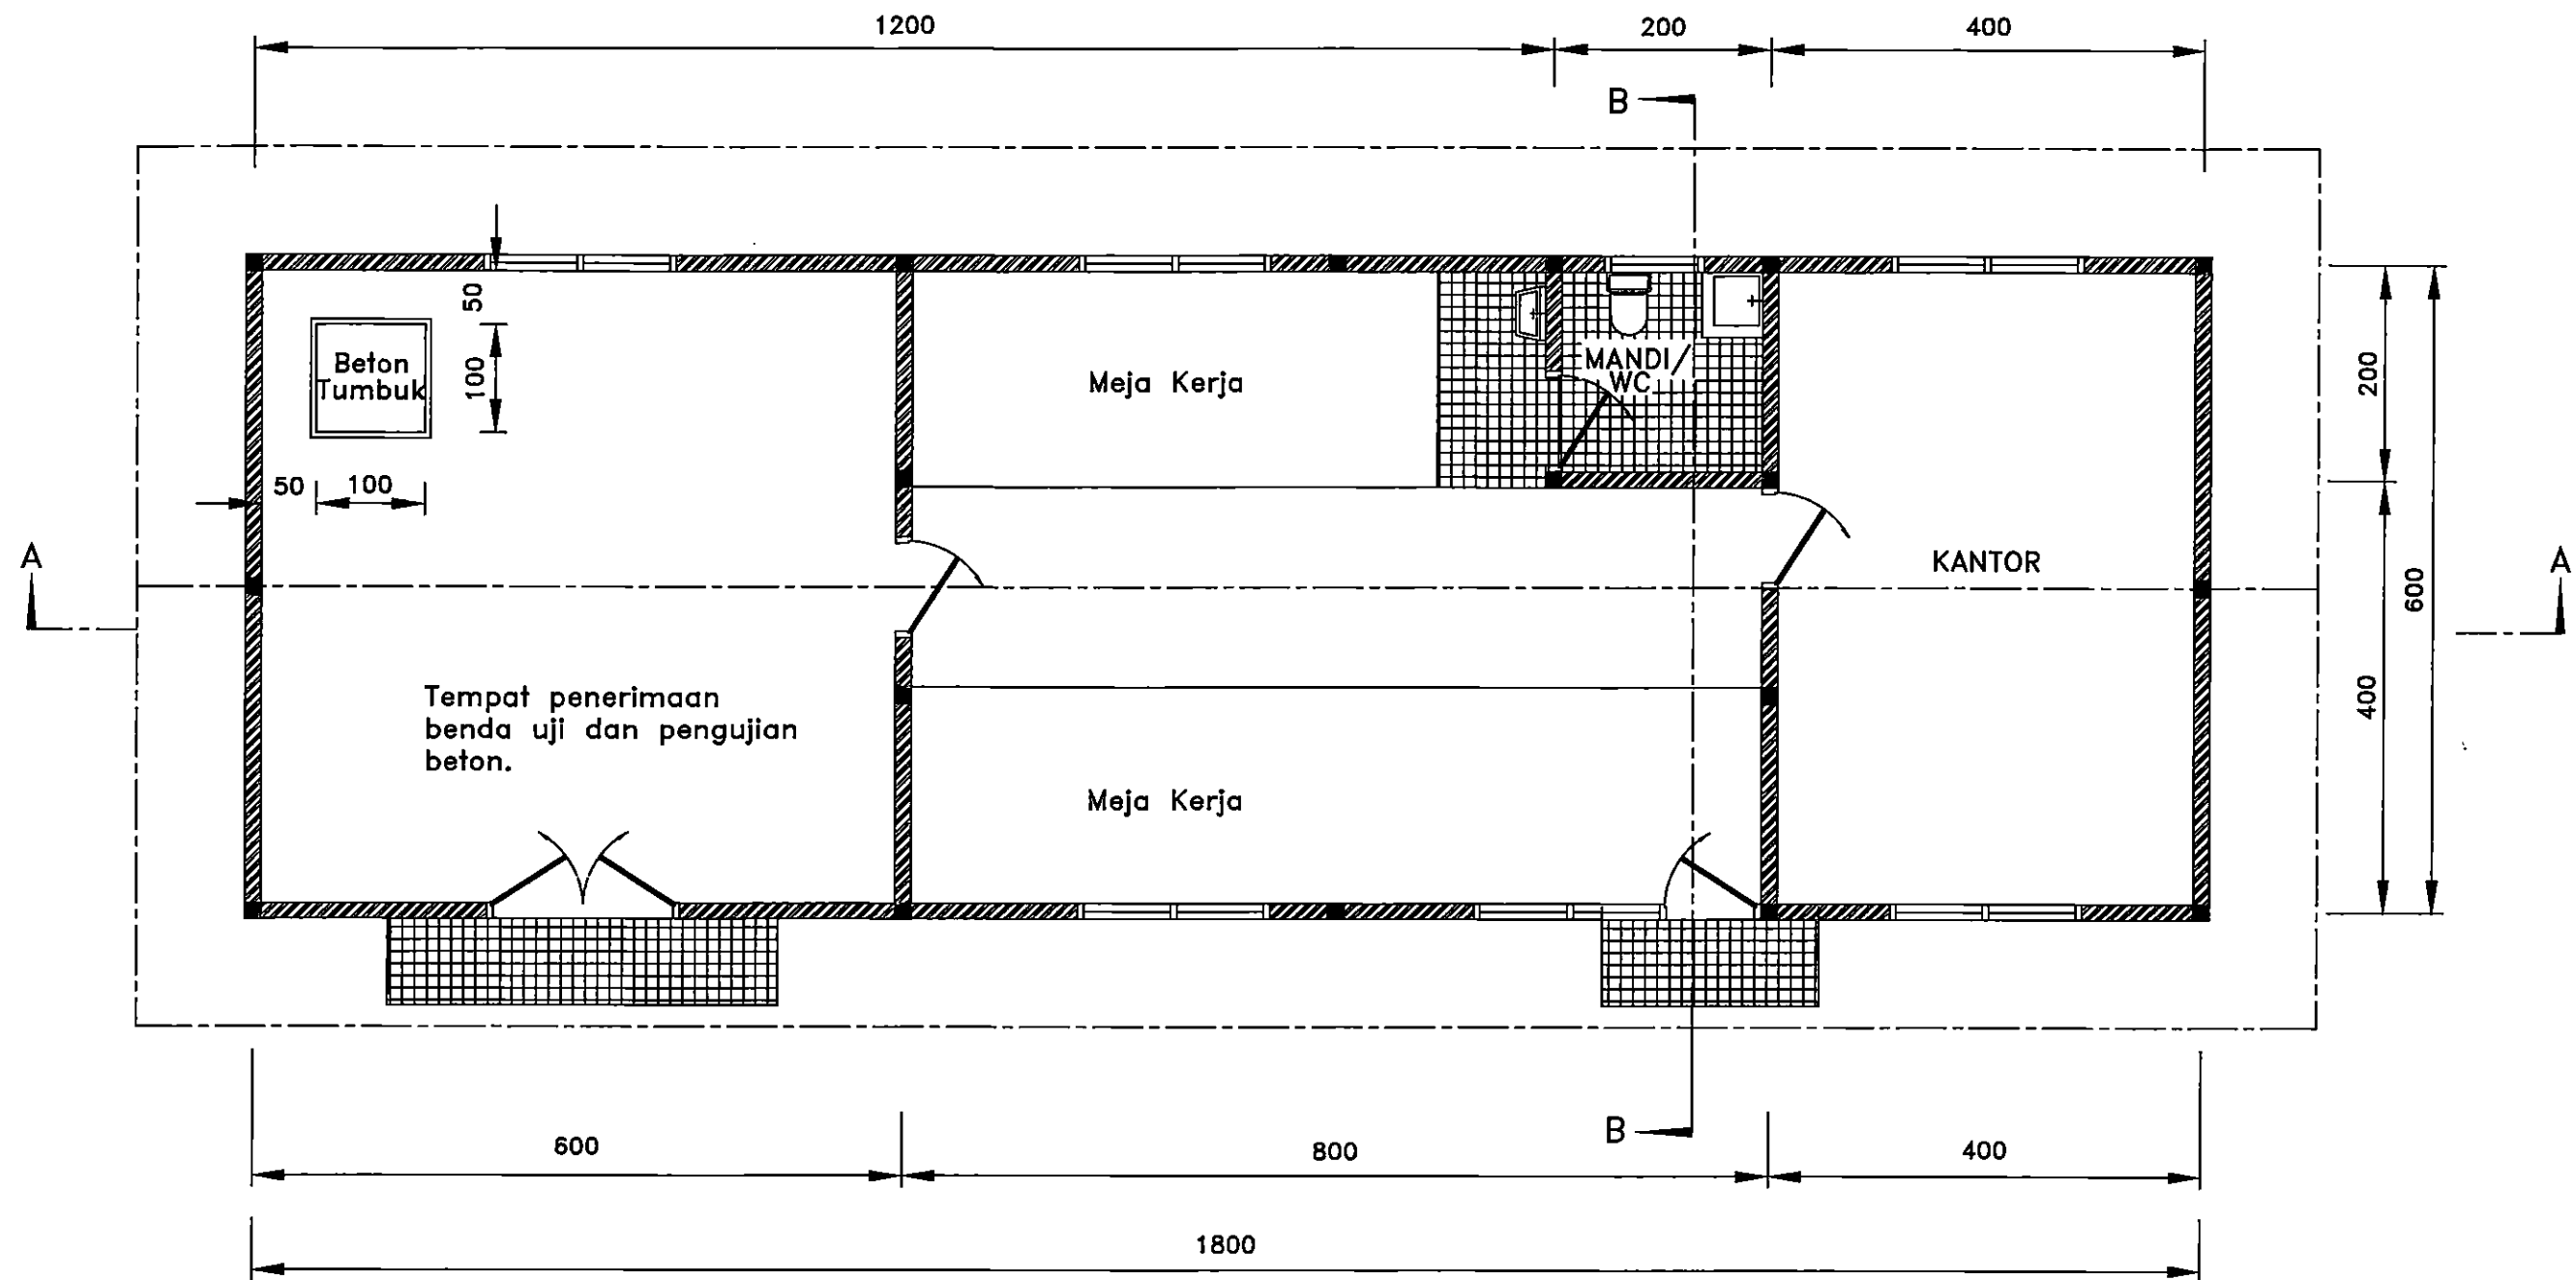 1200
200
400
B
50
Beton
Tumbuk
100
Meja Kerja
MANDI/
WC
200
50
100
A
KANTOR
A
600
400
Tempat penerimaan
benda uji dan pengujian
beton.
Meja Kerja
B
600
800
400
1800